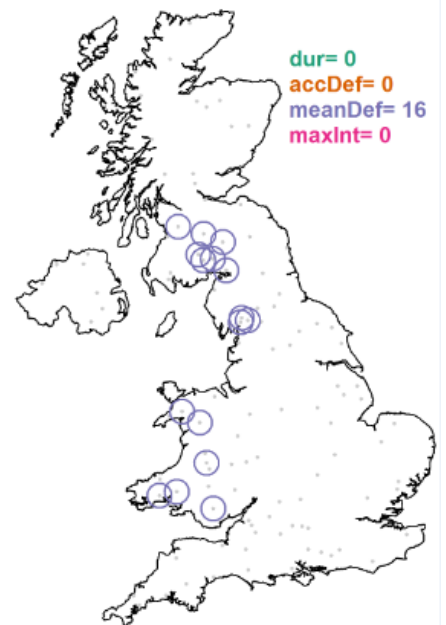 dur= 0
accDef= 0
meanDef= 16
maxInt= 0